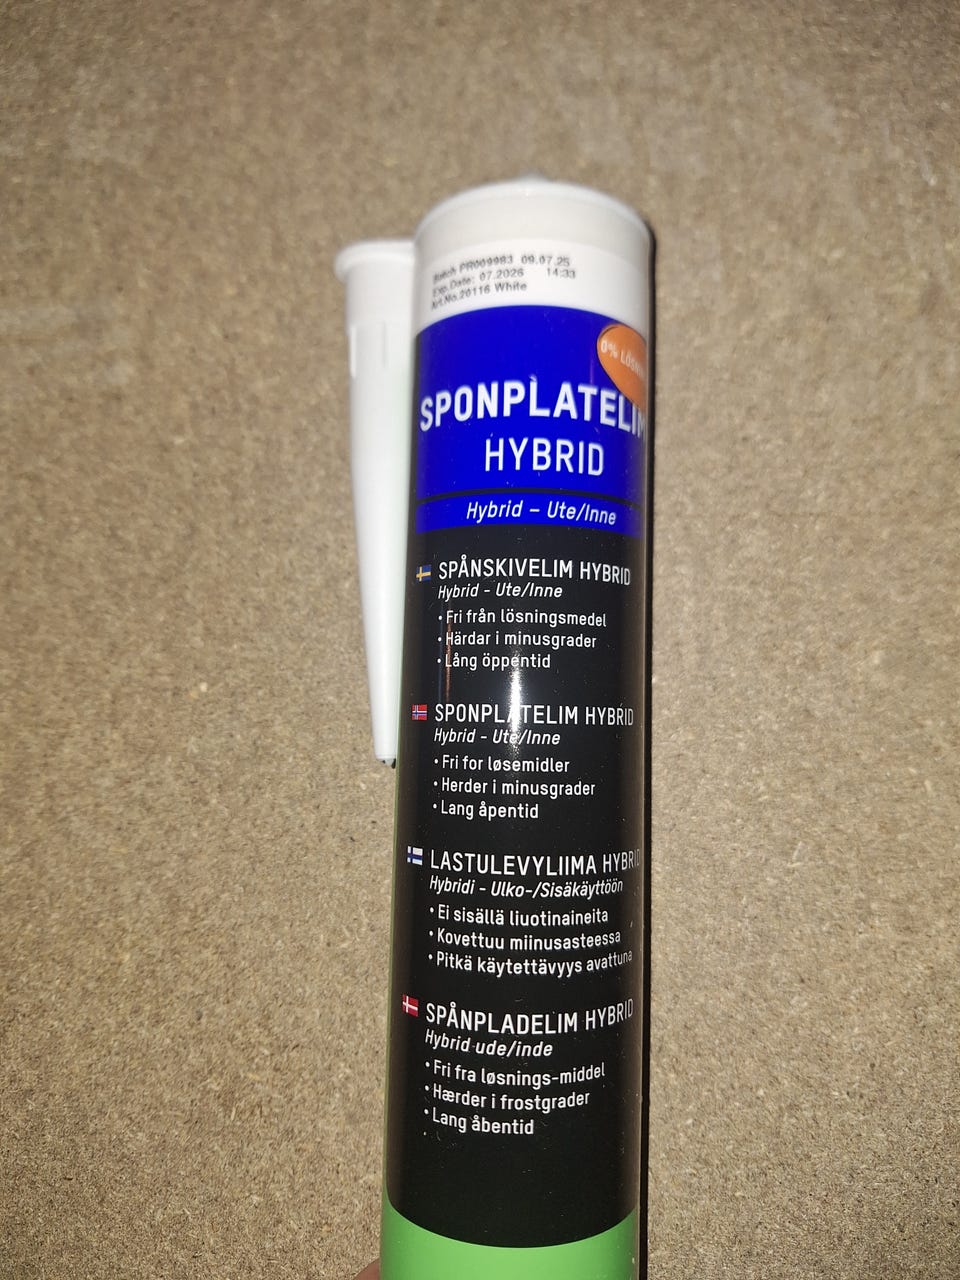 Batch PR009983 09.07.25
Exp.Date: 07.2026 14:33
Art.No.20116 White
0% LÖSN
SPONPLATELIM
HYBRID
Hybrid – Ute/Inne
SPÅNSKIVELIM HYBRID
Hybrid - Ute/Inne
• Fri från lösningsmedel
• Härdar i minusgrader
• Lång öppentid
SPONPLATELIM HYBRID
Hybrid - Ute/Inne
• Fri for løsemidler
• Herder i minusgrader
• Lang åpentid
LASTULEVYLIIMA HYBRID
Hybridi - Ulko-/Sisäkäyttöön
• Ei sisällä liuotinaineita
• Kovettuu miinusasteessa
• Pitkä käytettävyys avattuna
SPÅNPLADELIM HYBRID
Hybrid ude/inde
• Fri fra løsnings-middel
• Hærder i frostgrader
• Lang åbentid